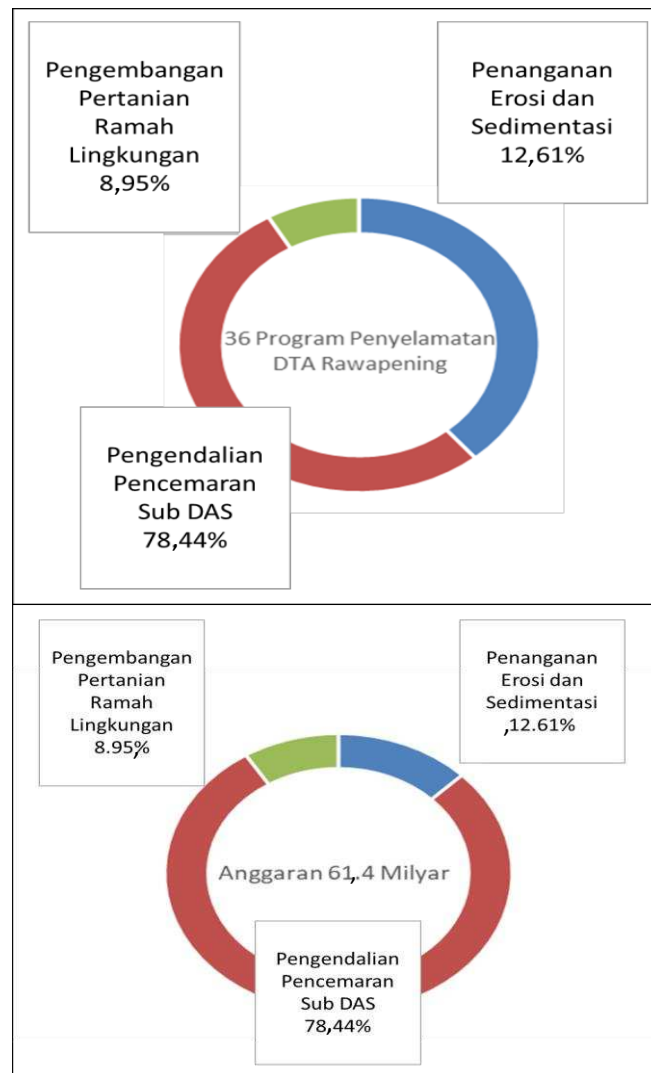 Pengembangan
Pertanian
Ramah
Lingkungan
8,95%
Penanganan
Erosi dan
Sedimentasi
12,61%
36 Program Penyelamatan
DTA Rawapening
Pengendalian
Pencemaran
Sub DAS
78,44%
Pengembangan
Pertanian
Ramah
Lingkungan
8.95%
Penanganan
Erosi dan
Sedimentasi
,12.61%
Anggaran 61,.4 Milyar
Pengendalian
Pencemaran
Sub DAS
78,44%